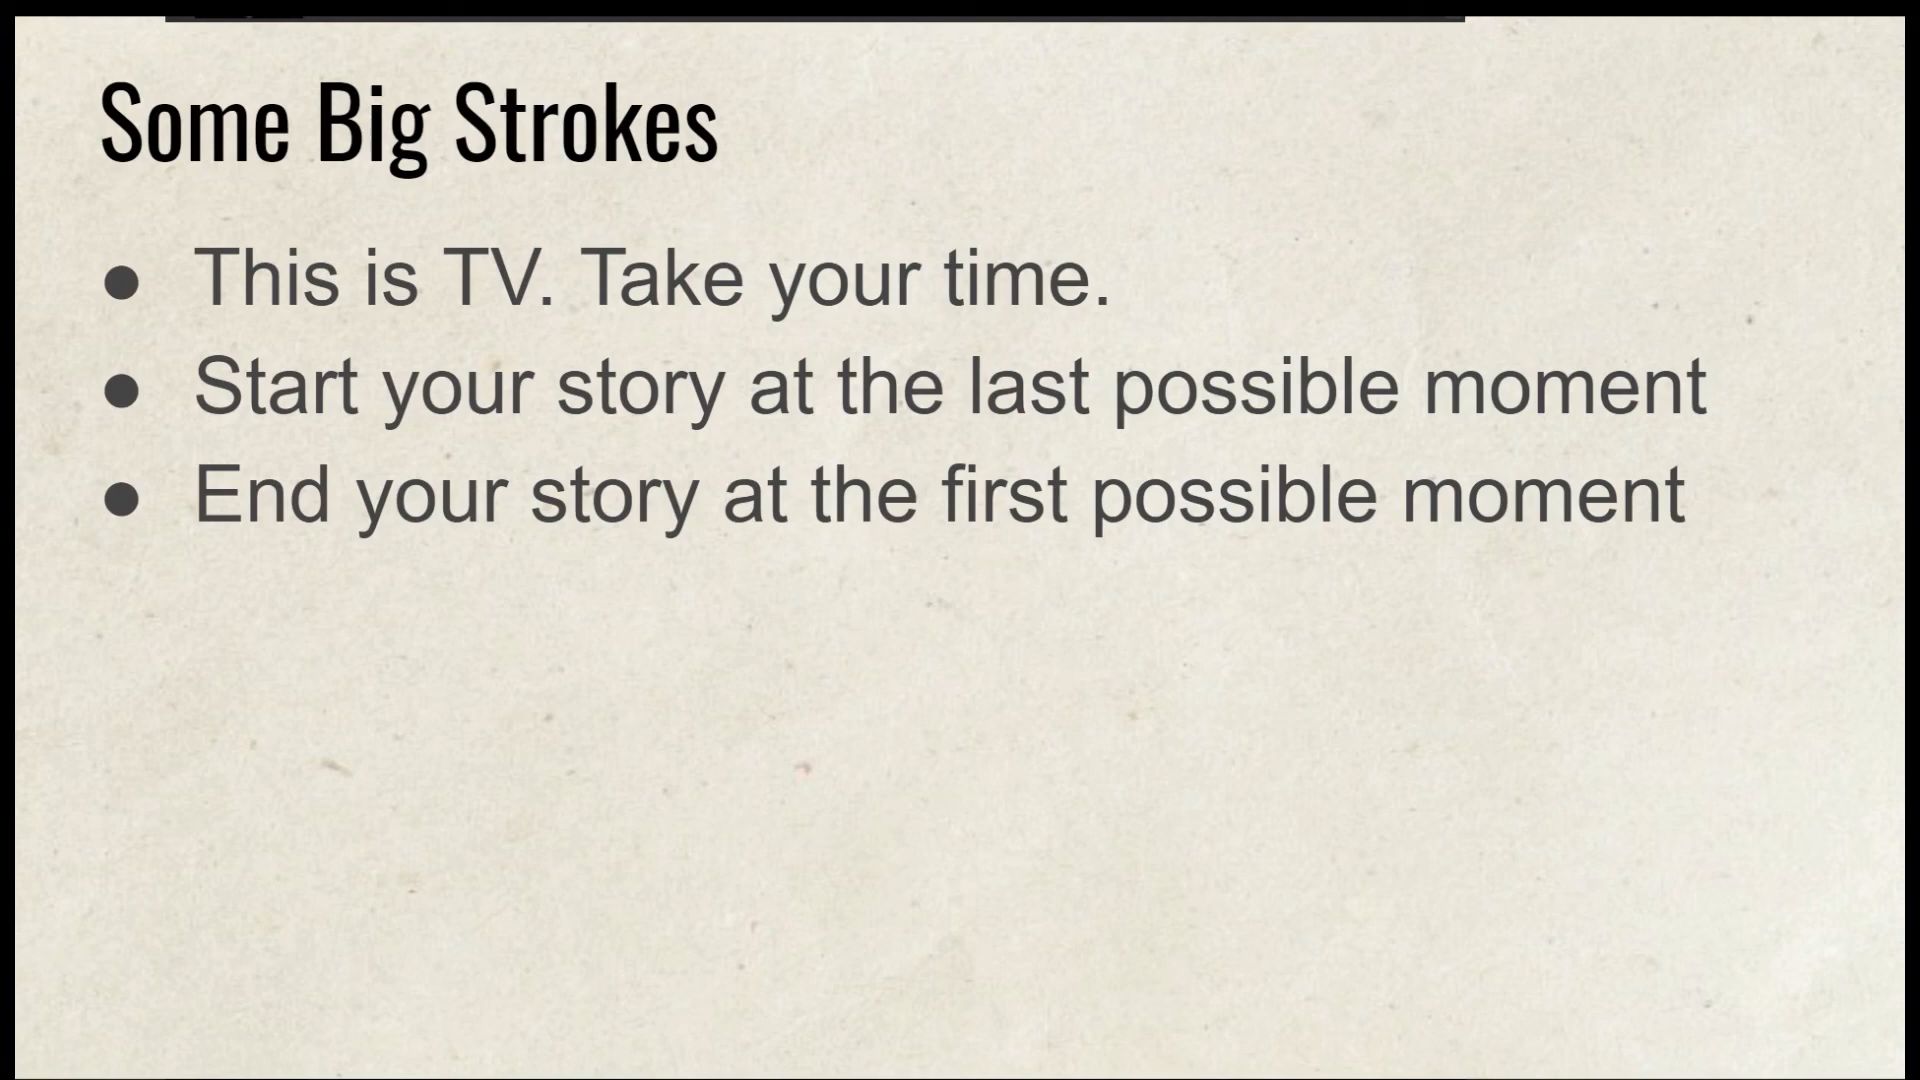 Some Big Strokes
● This is TV. Take your time.
● Start your story at the last possible moment
● End your story at the first possible moment